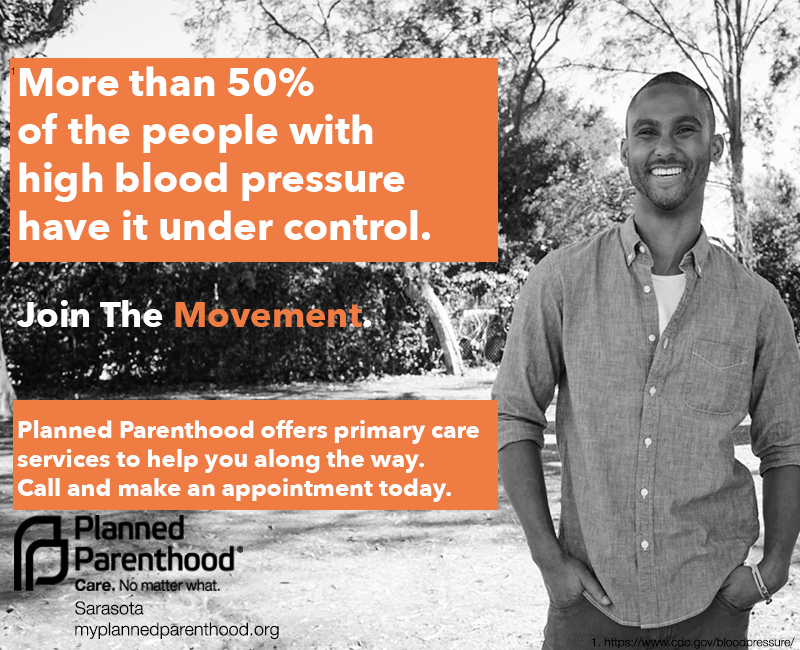 More than 50%
of the people with
high blood pressure
have it under control.
Join The Movement.
Planned Parenthood offers primary care
services to help you along the way.
Call and make an appointment today.
Planned
Parenthood®
Care. No matter what.
Sarasota
myplannedparenthood.org
1. https://www.cdc.gov/bloodpressure/